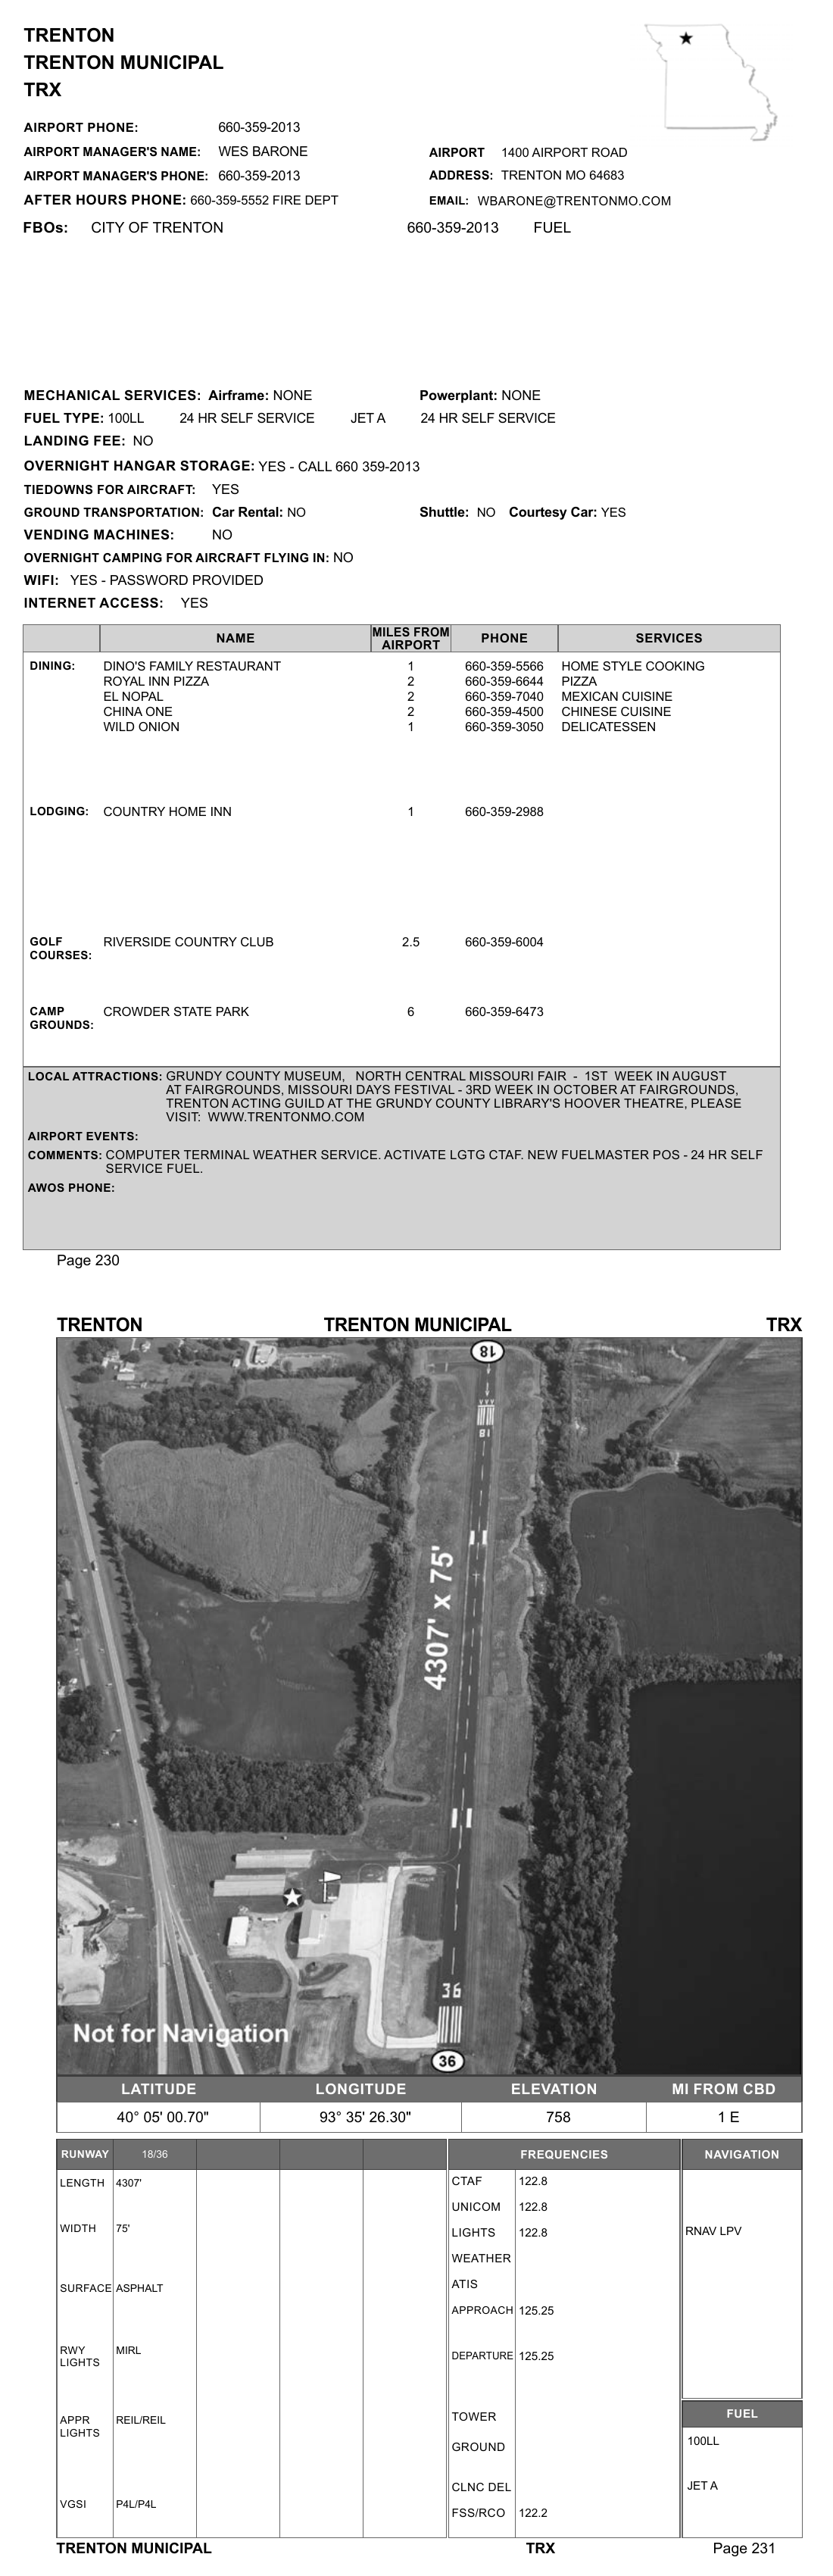 TRENTON
TRENTON MUNICIPAL
TRX
AIRPORT PHONE: 660-359-2013
AIRPORT MANAGER'S NAME: WES BARONE
AIRPORT 1400 AIRPORT ROAD
AIRPORT MANAGER'S PHONE: 660-359-2013
ADDRESS: TRENTON MO 64683
AFTER HOURS PHONE: 660-359-5552 FIRE DEPT
EMAIL: WBARONE@TRENTONMO.COM
FBOs: CITY OF TRENTON 660-359-2013 FUEL
MECHANICAL SERVICES: Airframe: NONE Powerplant: NONE
FUEL TYPE: 100LL 24 HR SELF SERVICE JET A 24 HR SELF SERVICE
LANDING FEE: NO
OVERNIGHT HANGAR STORAGE: YES - CALL 660 359-2013
TIEDOWNS FOR AIRCRAFT: YES
GROUND TRANSPORTATION: Car Rental: NO Shuttle: NO Courtesy Car: YES
VENDING MACHINES: NO
OVERNIGHT CAMPING FOR AIRCRAFT FLYING IN: NO
WIFI: YES - PASSWORD PROVIDED
INTERNET ACCESS: YES
NAME MILES FROM AIRPORT PHONE SERVICES
DINING: DINO'S FAMILY RESTAURANT 1 660-359-5566 HOME STYLE COOKING
ROYAL INN PIZZA 2 660-359-6644 PIZZA
EL NOPAL 2 660-359-7040 MEXICAN CUISINE
CHINA ONE 2 660-359-4500 CHINESE CUISINE
WILD ONION 1 660-359-3050 DELICATESSEN
LODGING: COUNTRY HOME INN 1 660-359-2988
GOLF COURSES: RIVERSIDE COUNTRY CLUB 2.5 660-359-6004
CAMP GROUNDS: CROWDER STATE PARK 6 660-359-6473
LOCAL ATTRACTIONS: GRUNDY COUNTY MUSEUM, NORTH CENTRAL MISSOURI FAIR - 1ST WEEK IN AUGUST
AT FAIRGROUNDS, MISSOURI DAYS FESTIVAL - 3RD WEEK IN OCTOBER AT FAIRGROUNDS,
TRENTON ACTING GUILD AT THE GRUNDY COUNTY LIBRARY'S HOOVER THEATRE, PLEASE
VISIT: WWW.TRENTONMO.COM
AIRPORT EVENTS:
COMMENTS: COMPUTER TERMINAL WEATHER SERVICE. ACTIVATE LGTG CTAF. NEW FUELMASTER POS - 24 HR SELF
SERVICE FUEL.
AWOS PHONE:
Page 230
TRENTON TRENTON MUNICIPAL TRX
18
18
4307' x 75'
36
Not for Navigation
36
LATITUDE LONGITUDE ELEVATION MI FROM CBD
40° 05' 00.70" 93° 35' 26.30" 758 1 E
RUNWAY 18/36
LENGTH 4307'
WIDTH 75'
SURFACE ASPHALT
RWY LIGHTS MIRL
APPR LIGHTS REIL/REIL
VGSI P4L/P4L
FREQUENCIES
CTAF 122.8
UNICOM 122.8
LIGHTS 122.8
WEATHER
ATIS
APPROACH 125.25
DEPARTURE 125.25
TOWER
GROUND
CLNC DEL
FSS/RCO 122.2
NAVIGATION
RNAV LPV
FUEL
100LL
JET A
TRENTON MUNICIPAL TRX Page 231